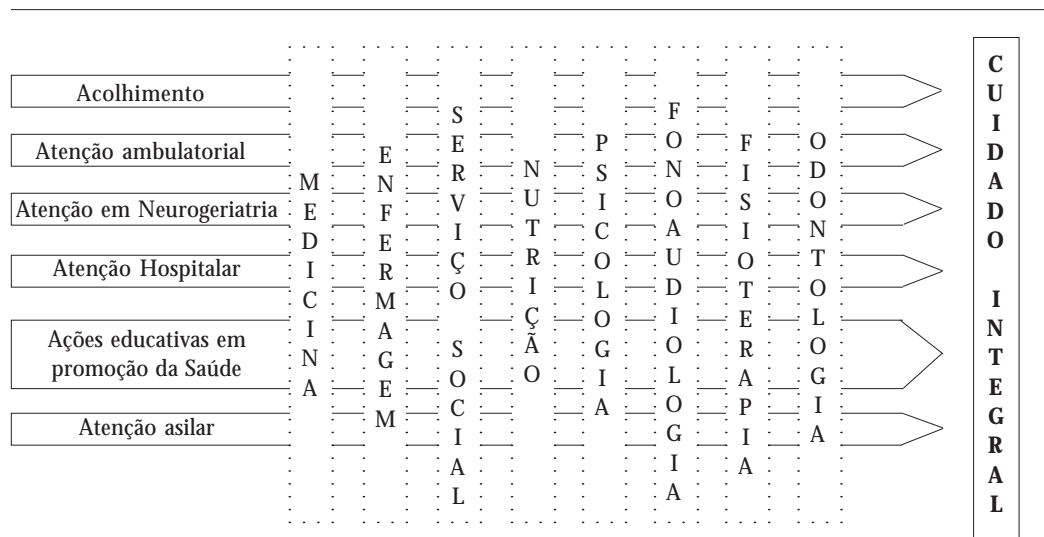 Acolhimento
Atenção ambulatorial
Atenção em Neurogeriatria
Atenção Hospitalar
Ações educativas em
promoção da Saúde
Atenção asilar
MEDICINA
ENFERMAGEM
SERVIÇO SOCIAL
NUTRIÇÃO
PSICOLOGIA
FONOAUDIOLOGIA
FISIOTERAPIA
ODONTOLOGIA
CUIDADO INTEGRAL